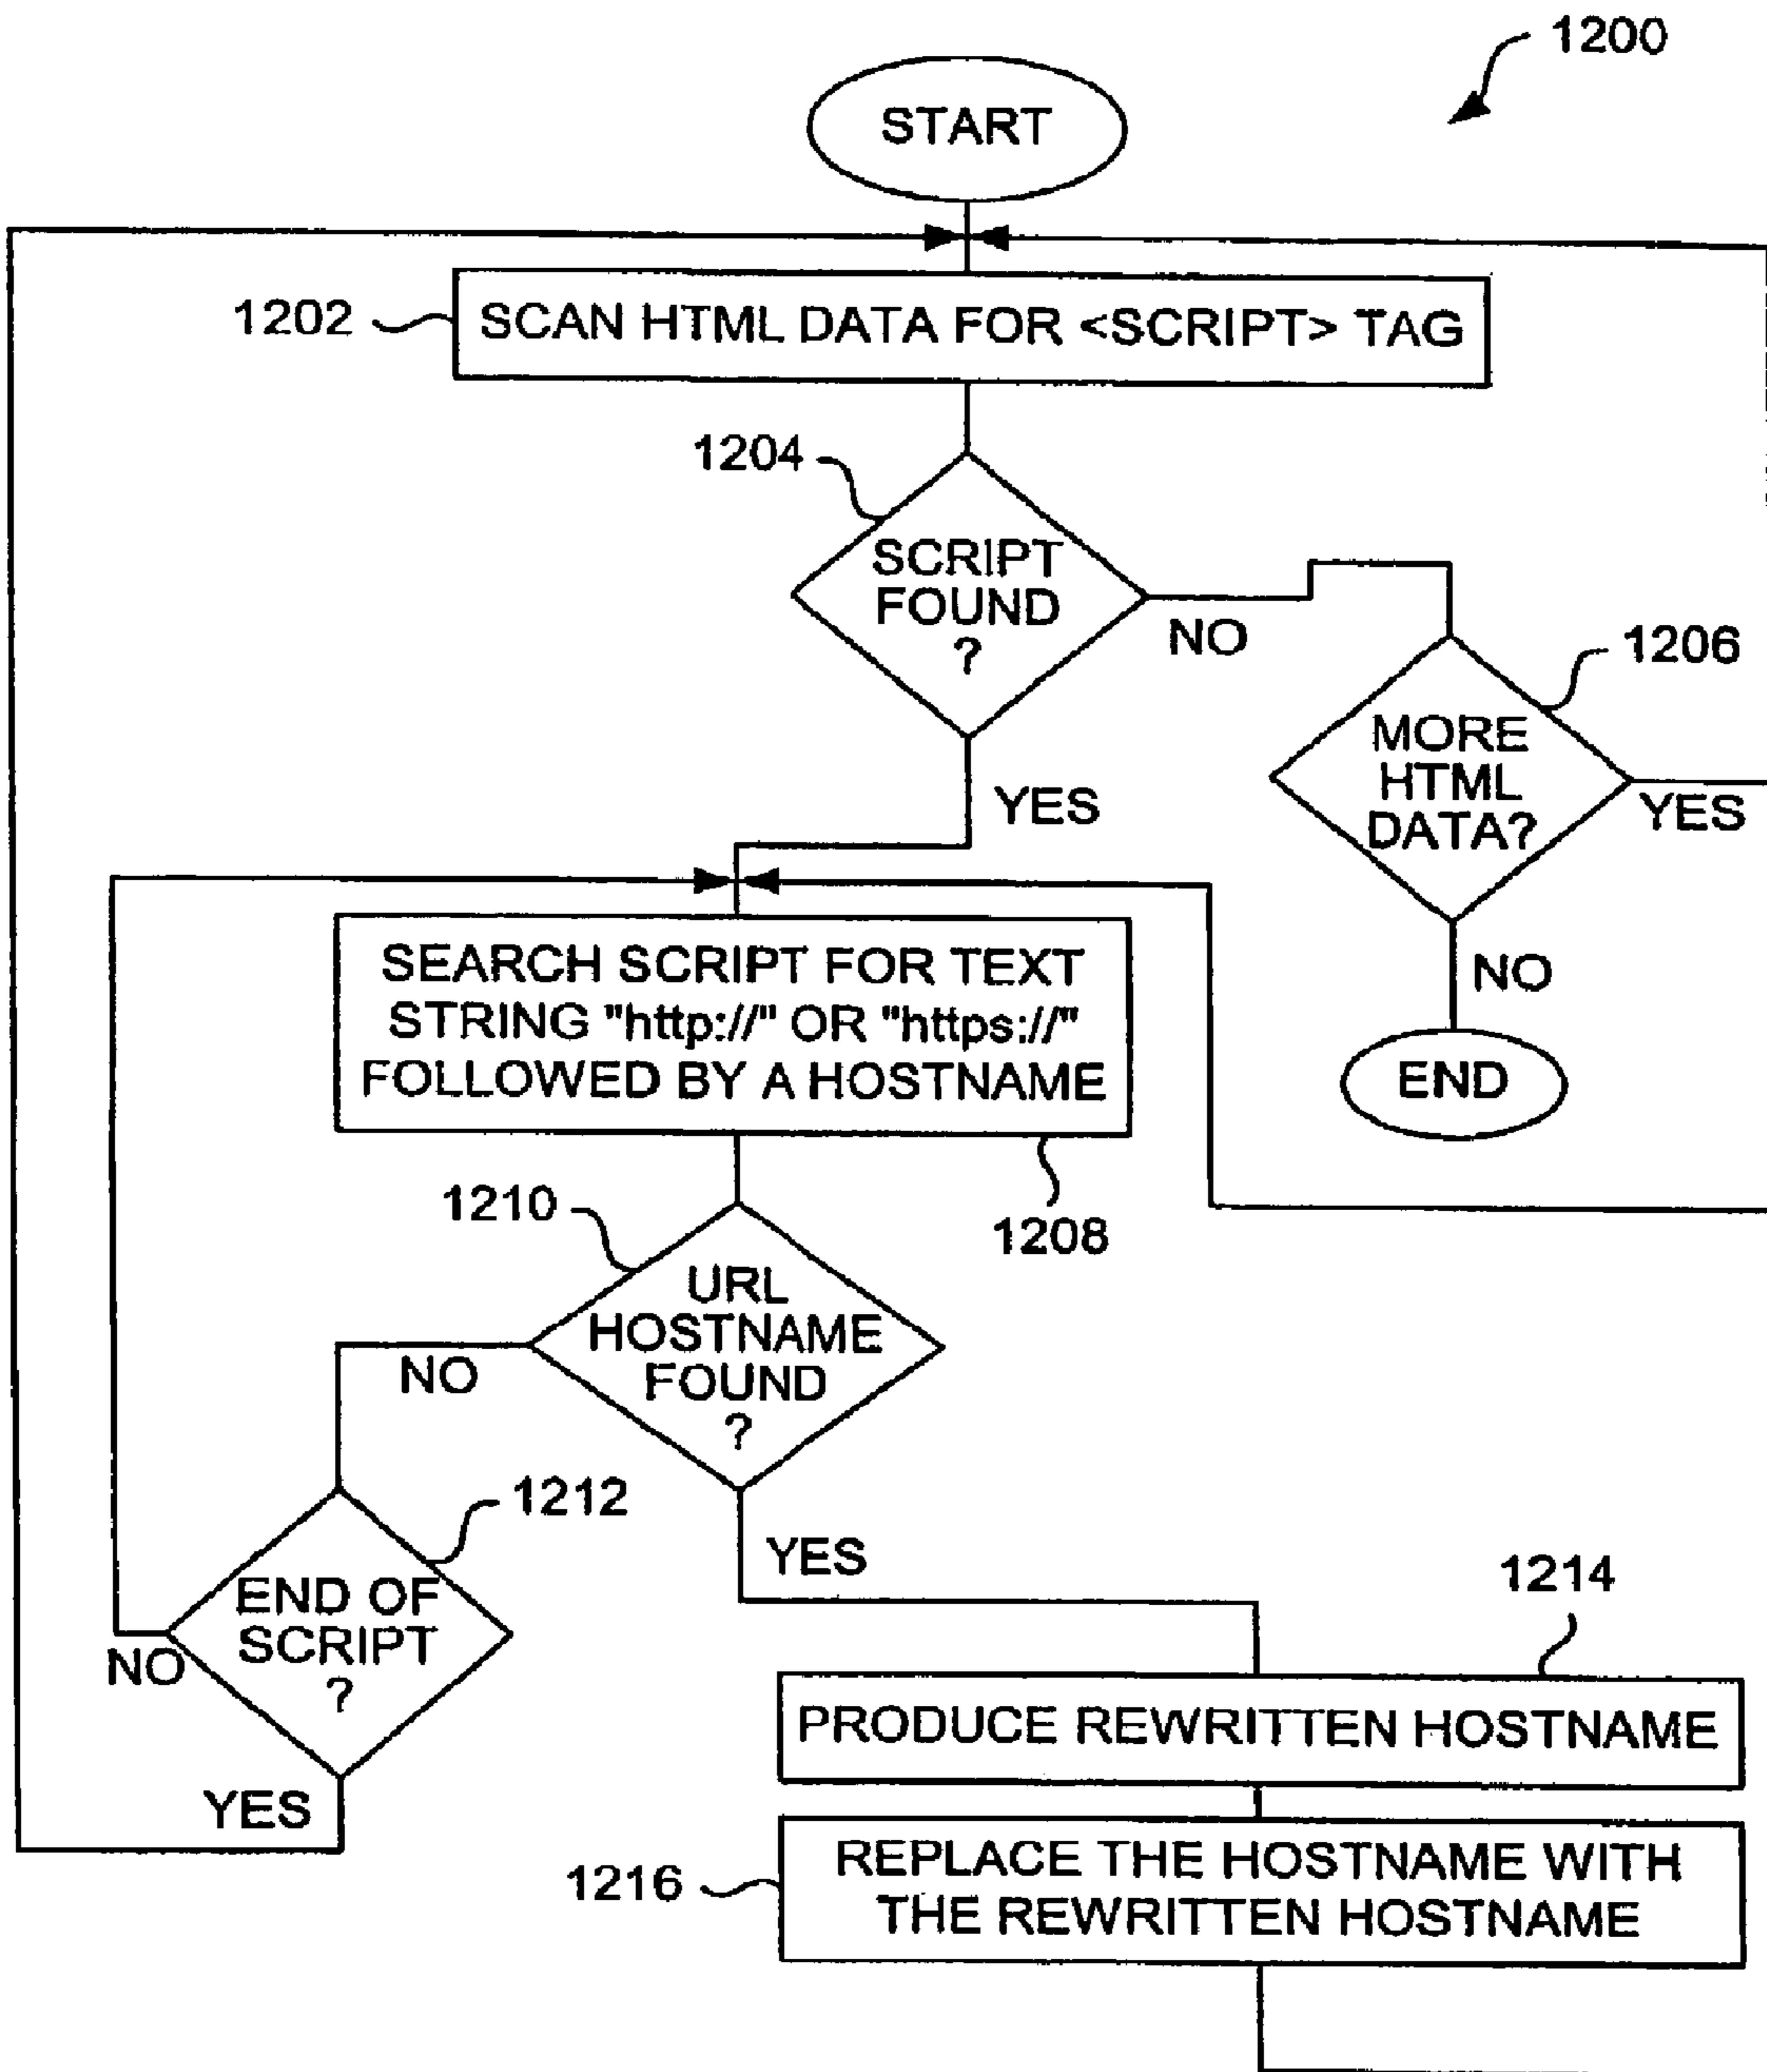 1200
START
1202
SCAN HTML DATA FOR <SCRIPT> TAG
1204
SCRIPT
FOUND
?
NO
1206
MORE
HTML
DATA?
YES
YES
NO
END
SEARCH SCRIPT FOR TEXT
STRING "http://" OR "https://"
FOLLOWED BY A HOSTNAME
1208
1210
URL
HOSTNAME
FOUND
?
NO
1212
YES
END OF
SCRIPT
?
NO
YES
1214
PRODUCE REWRITTEN HOSTNAME
1216
REPLACE THE HOSTNAME WITH
THE REWRITTEN HOSTNAME